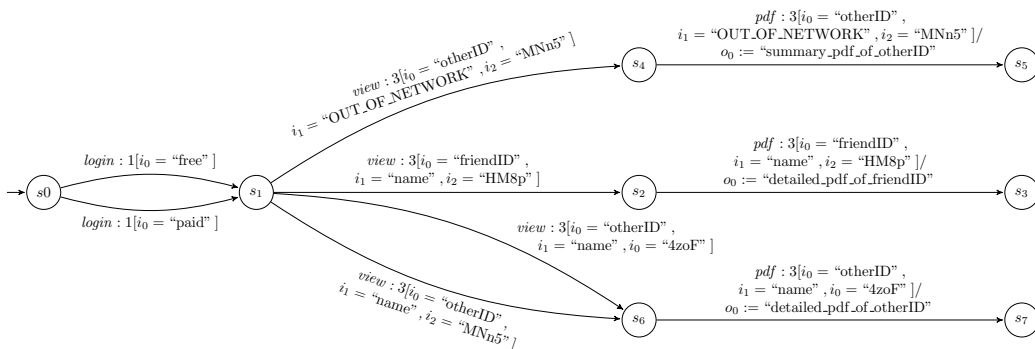 pdf : 3[i0 = “otherID” ,
i1 = “OUT_OF_NETWORK” , i2 = “MNn5” ]/
o0 := “summary_pdf_of_otherID”
view : 3[i0 = “otherID” ,
i1 = “OUT_OF_NETWORK” , i2 = “MNn5” ]
s4
s5
login : 1[i0 = “free” ]
view : 3[i0 = “friendID” ,
i1 = “name” , i2 = “HM8p” ]
pdf : 3[i0 = “friendID” ,
i1 = “name” , i2 = “HM8p” ]/
o0 := “detailed_pdf_of_friendID”
s0
s1
s2
s3
login : 1[i0 = “paid” ]
view : 3[i0 = “otherID” ,
i1 = “name” , i0 = “4zoF” ]
view : 3[i0 = “otherID” ,
i1 = “name” , i2 = “MNn5” ]
pdf : 3[i0 = “otherID” ,
i1 = “name” , i0 = “4zoF” ]/
o0 := “detailed_pdf_of_otherID”
s6
s7